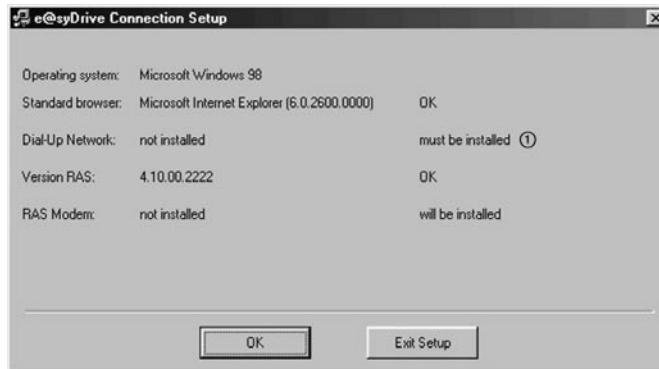 e@syDrive Connection Setup
Operating system: Microsoft Windows 98
Standard browser: Microsoft Internet Explorer (6.0.2600.0000) OK
Dial-Up Network: not installed must be installed ①
Version RAS: 4.10.00.2222 OK
RAS Modem: not installed will be installed
OK Exit Setup